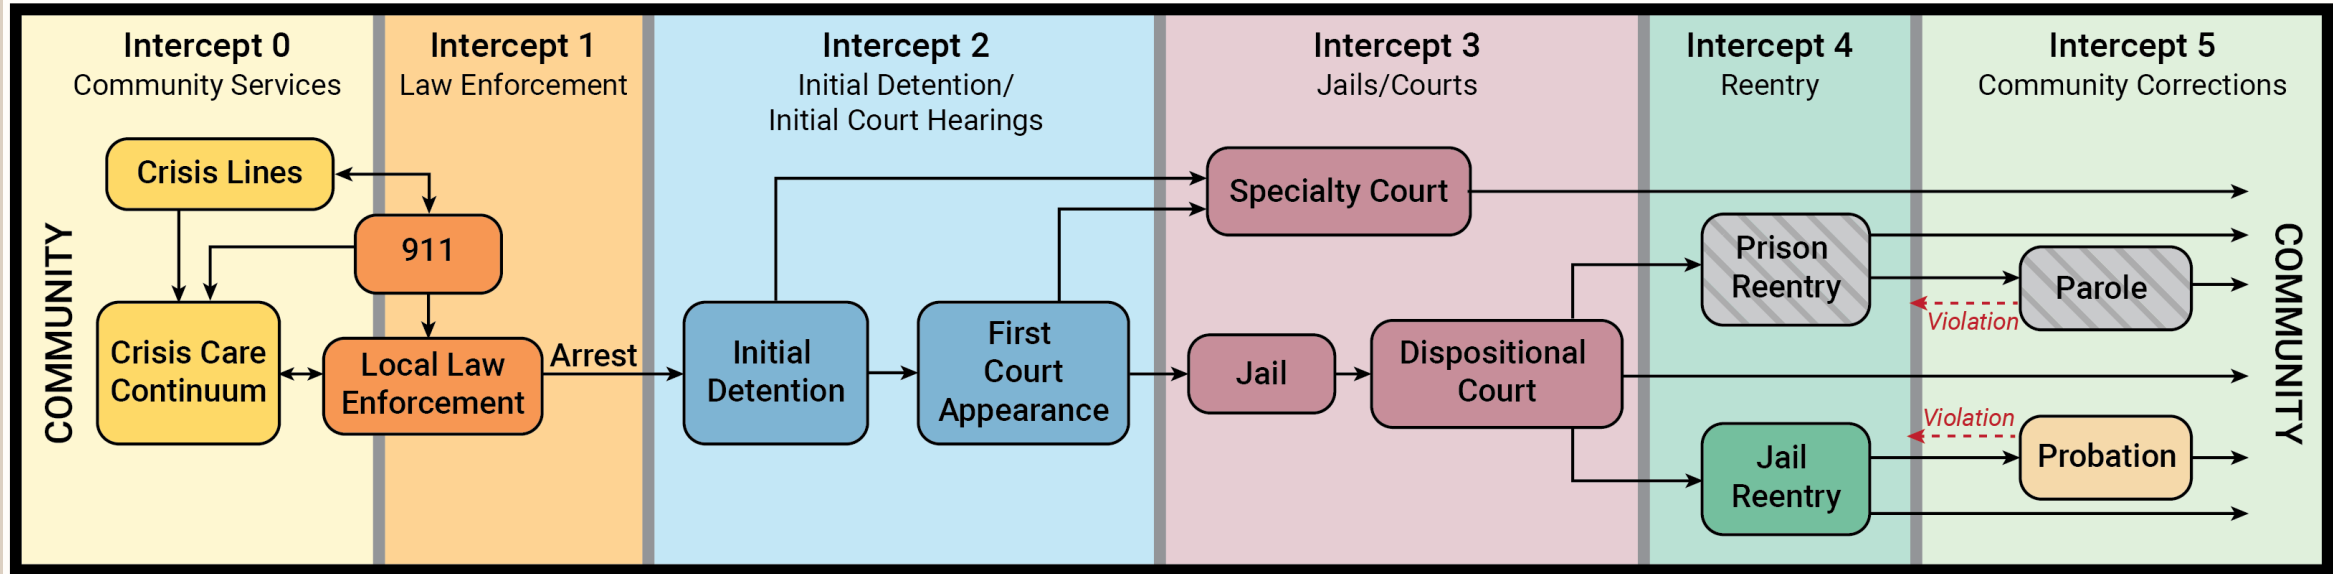 Intercept 0
Community Services
Intercept 1
Law Enforcement
Intercept 2
Initial Detention/
Initial Court Hearings
Intercept 3
Jails/Courts
Intercept 4
Reentry
Intercept 5
Community Corrections
COMMUNITY
Crisis Lines
911
Crisis Care
Continuum
Local Law
Enforcement
Arrest
Initial
Detention
First
Court
Appearance
Specialty Court
Jail
Dispositional
Court
Prison
Reentry
Parole
Violation
Violation
Jail
Reentry
Probation
COMMUNITY